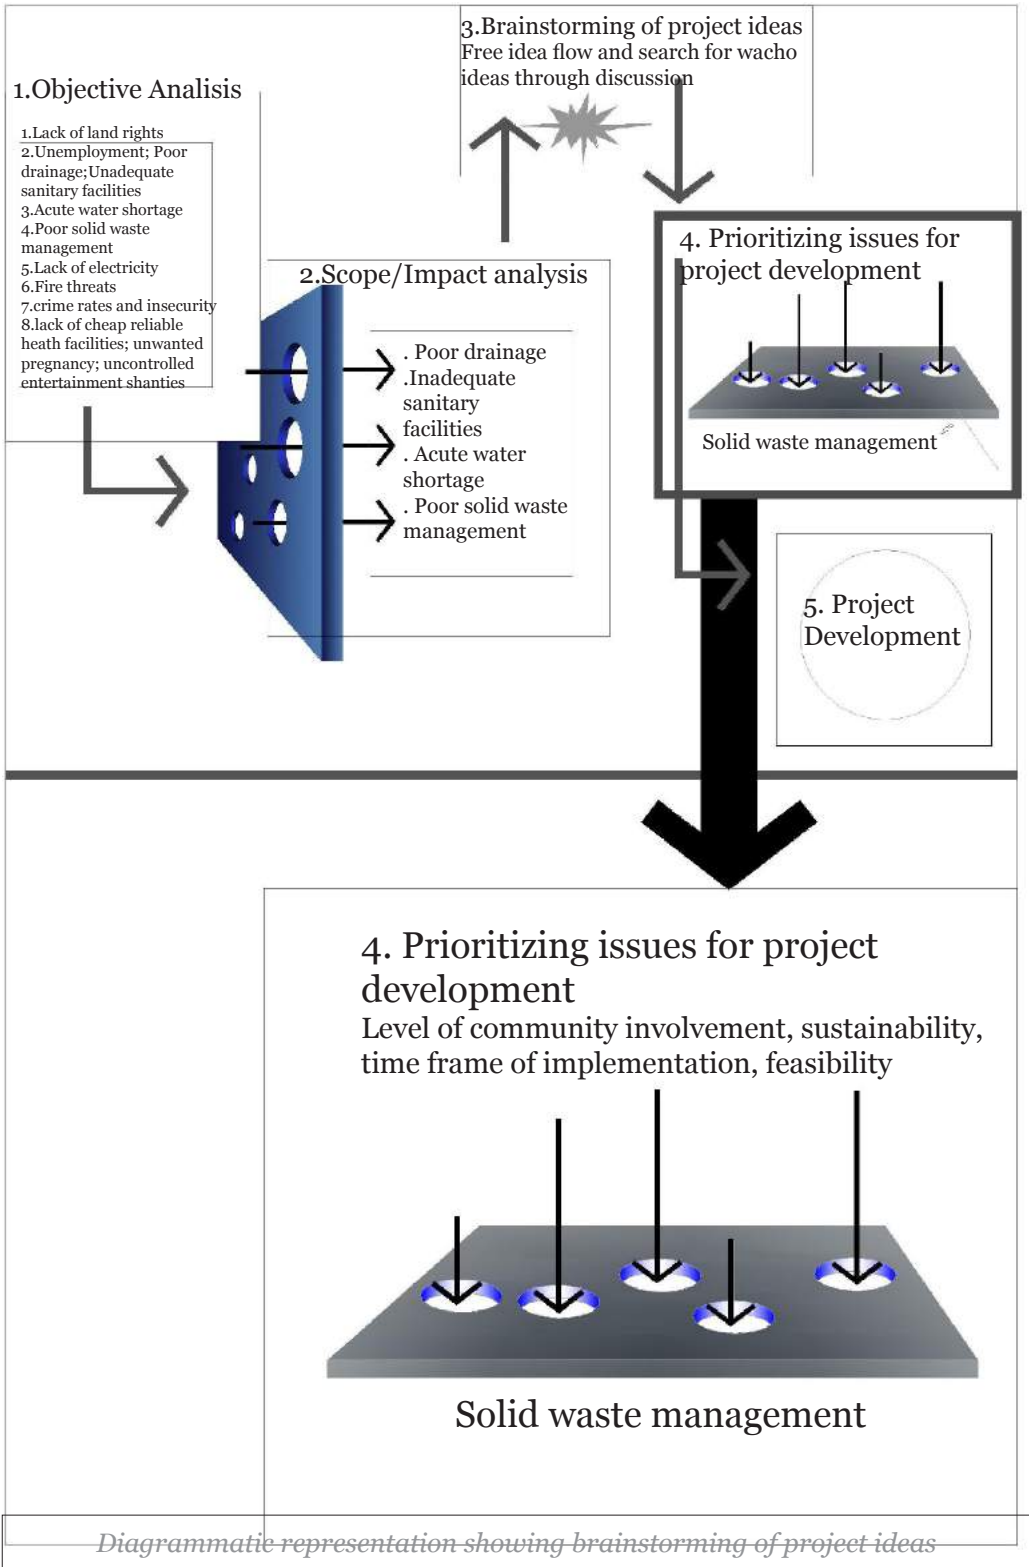 1.Objective Analisis
1.Lack of land rights
2.Unemployment; Poor
drainage;Unadequate
sanitary facilities
3.Acute water shortage
4.Poor solid waste
management
5.Lack of electricity
6.Fire threats
7.crime rates and insecurity
8.lack of cheap reliable
heath facilities; unwanted
pregnancy; uncontrolled
entertainment shanties
2.Scope/Impact analysis
. Poor drainage
.Inadequate
sanitary
facilities
. Acute water
shortage
. Poor solid waste
management
3.Brainstorming of project ideas
Free idea flow and search for wacho
ideas through discussion
4. Prioritizing issues for
project development
Solid waste management
5. Project
Development
4. Prioritizing issues for project
development
Level of community involvement, sustainability,
time frame of implementation, feasibility
Solid waste management
Diagrammatic representation showing brainstorming of project ideas